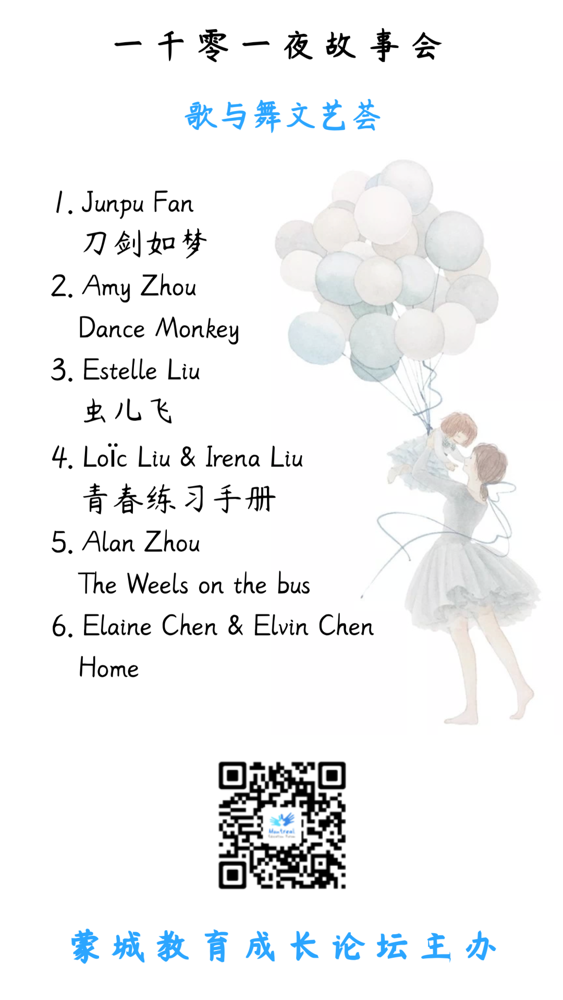 一千零一夜故事会
歌与舞文艺荟
1. Junpu Fan
刀剑如梦
2. Amy Zhou
Dance Monkey
3. Estelle Liu
虫儿飞
4. Loïc Liu & Irena Liu
青春练习手册
5. Alan Zhou
The Weels on the bus
6. Elaine Chen & Elvin Chen
Home
Montreal
蒙城教育成长论坛主办